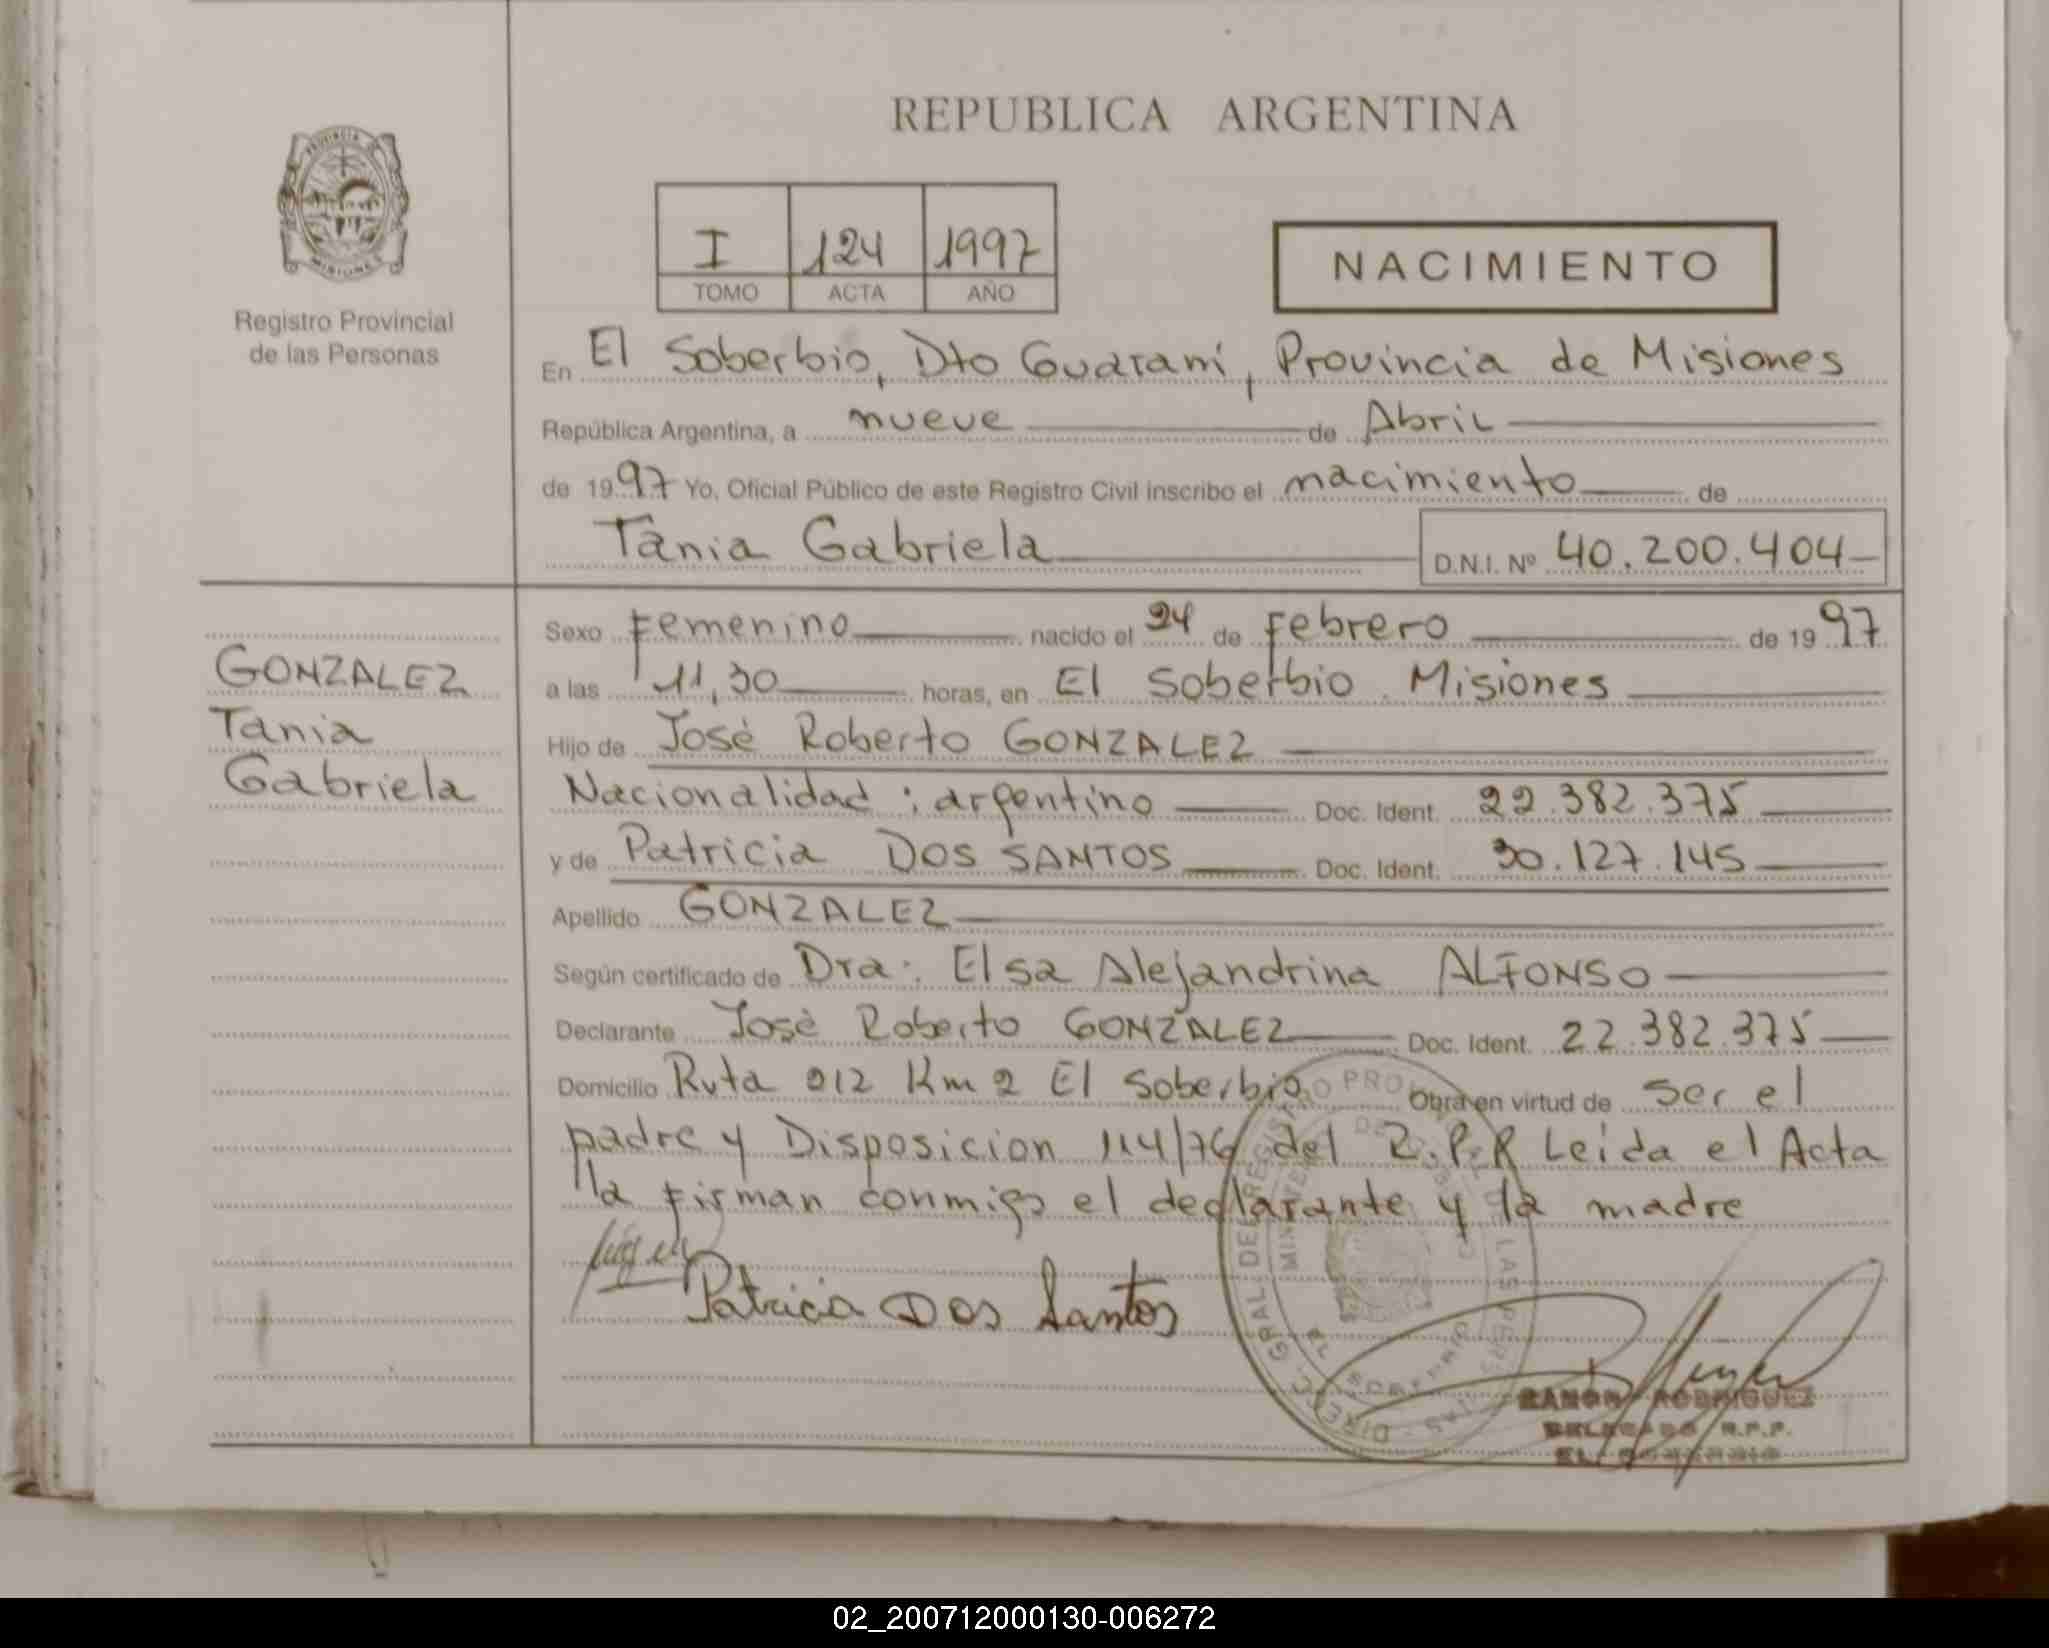 REPUBLICA ARGENTINA
PROVINCIA
MISIONES
Registro Provincial
de las Personas
I 124 1997
TOMO ACTA AÑO
NACIMIENTO
En El Soberbio, Dto Guaraní, Provincia de Misiones
República Argentina, a nueve de Abril
de 1997 Yo, Oficial Público de este Registro Civil inscribo el nacimiento de
Tania Gabriela D.N.I. Nº 40.200.404
GONZALEZ
Tania
Gabriela
Sexo Femenino nacido el 24 de Febrero de 1997
a las 11,30 horas, en El Soberbio Misiones
Hijo de José Roberto GONZALEZ
Nacionalidad : argentino Doc. Ident. 22.382.375
y de Patricia DOS SANTOS Doc. Ident. 30.127.145
Apellido GONZALEZ
Según certificado de Dra: Elsa Alejandrina ALFONSO
Declarante José Roberto GONZALEZ Doc. Ident. 22.382.375
Domicilio Ruta 212 Km 2 El Soberbio Obra en virtud de ser el
padre y Disposicion 114/76 del R.P.P Leida el Acta
la firman conmigo el declarante y la madre
Patricia Dos Santos
RAMON RODRIGUEZ
DELEGADO R.P.P.
EL SOBERBIO
02_200712000130-006272